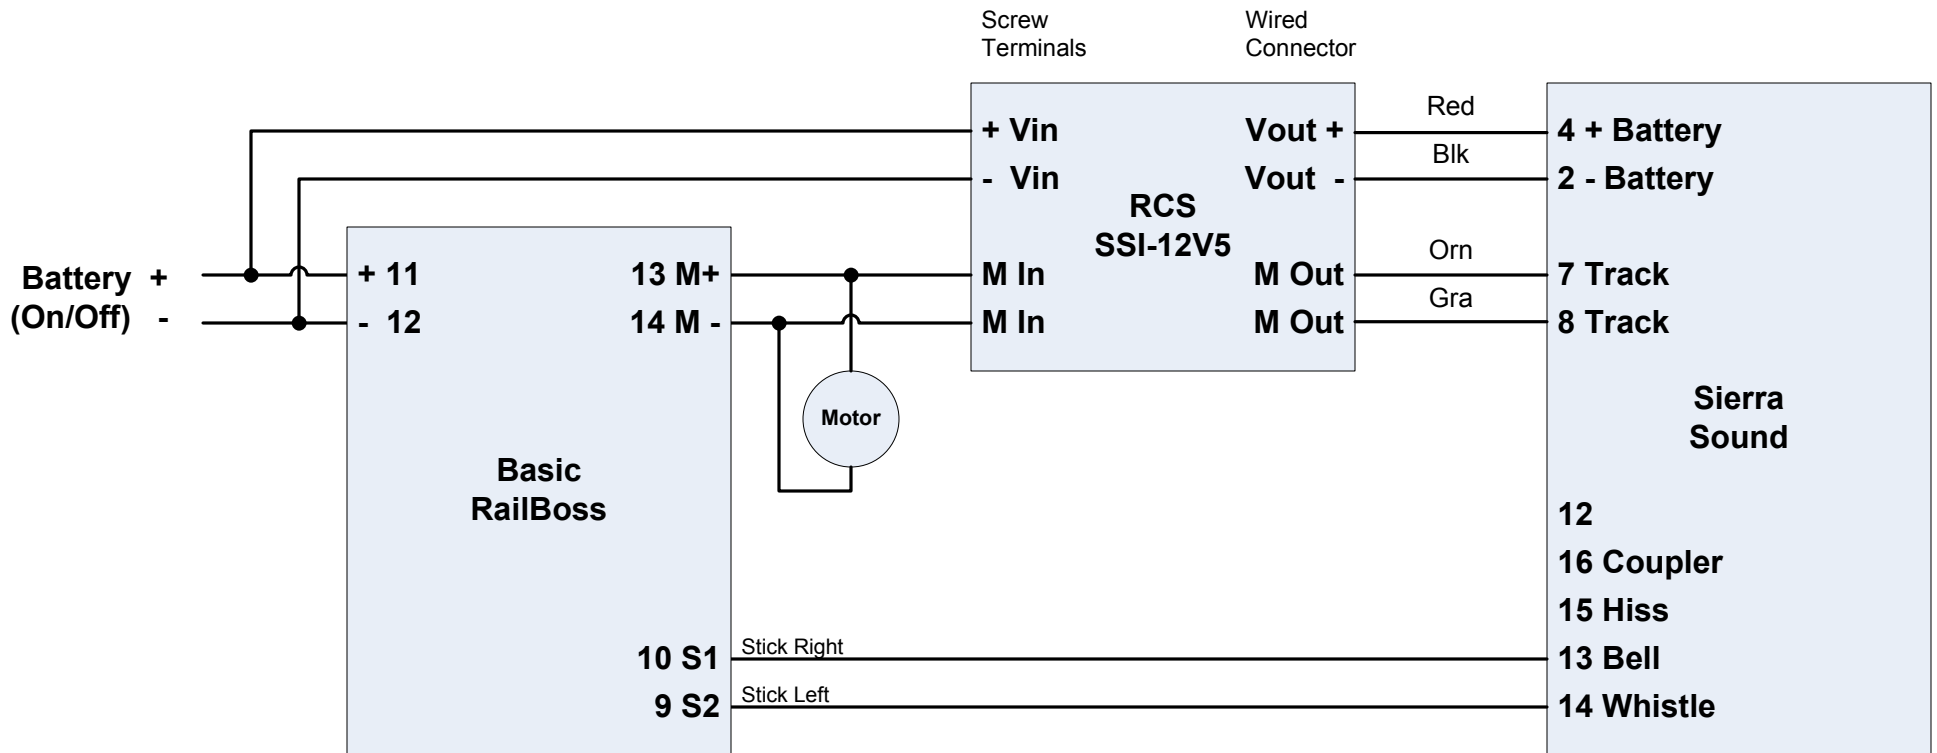 Screw
Terminals
Wired
Connector
+ Vin
- Vin
M In
M In
RCS
SSI-12V5
Vout +
Vout -
M Out
M Out
Red
Blk
Orn
Gra
4 + Battery
2 - Battery
7 Track
8 Track
Sierra
Sound
12
16 Coupler
15 Hiss
13 Bell
14 Whistle
Battery +
(On/Off) -
+ 11
- 12
13 M+
14 M -
Motor
Basic
RailBoss
10 S1
9 S2
Stick Right
Stick Left